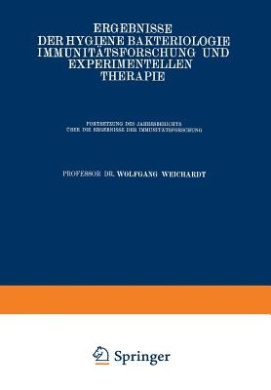 ERGEBNISSE
DER HYGIENE BAKTERIOLOGIE
IMMUNITÄTSFORSCHUNG UND
EXPERIMENTELLEN
THERAPIE
FORTSETZUNG DES JAHRESBERICHTS
ÜBER DIE ERGEBNISSE DER IMMUNITÄTSFORSCHUNG
PROFESSOR DR. WOLFGANG WEICHARDT
Springer